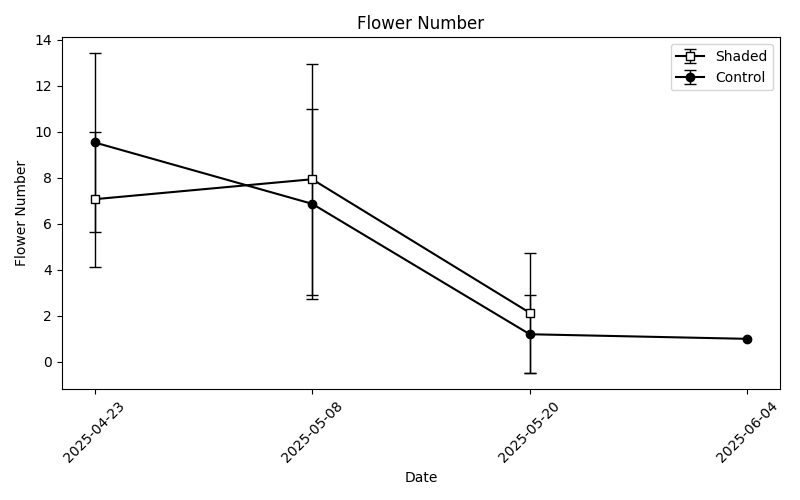 Flower Number
14
12
10
8
6
4
2
0
Flower Number
Shaded
Control
2025-04-23
2025-05-08
2025-05-20
2025-06-04
Date